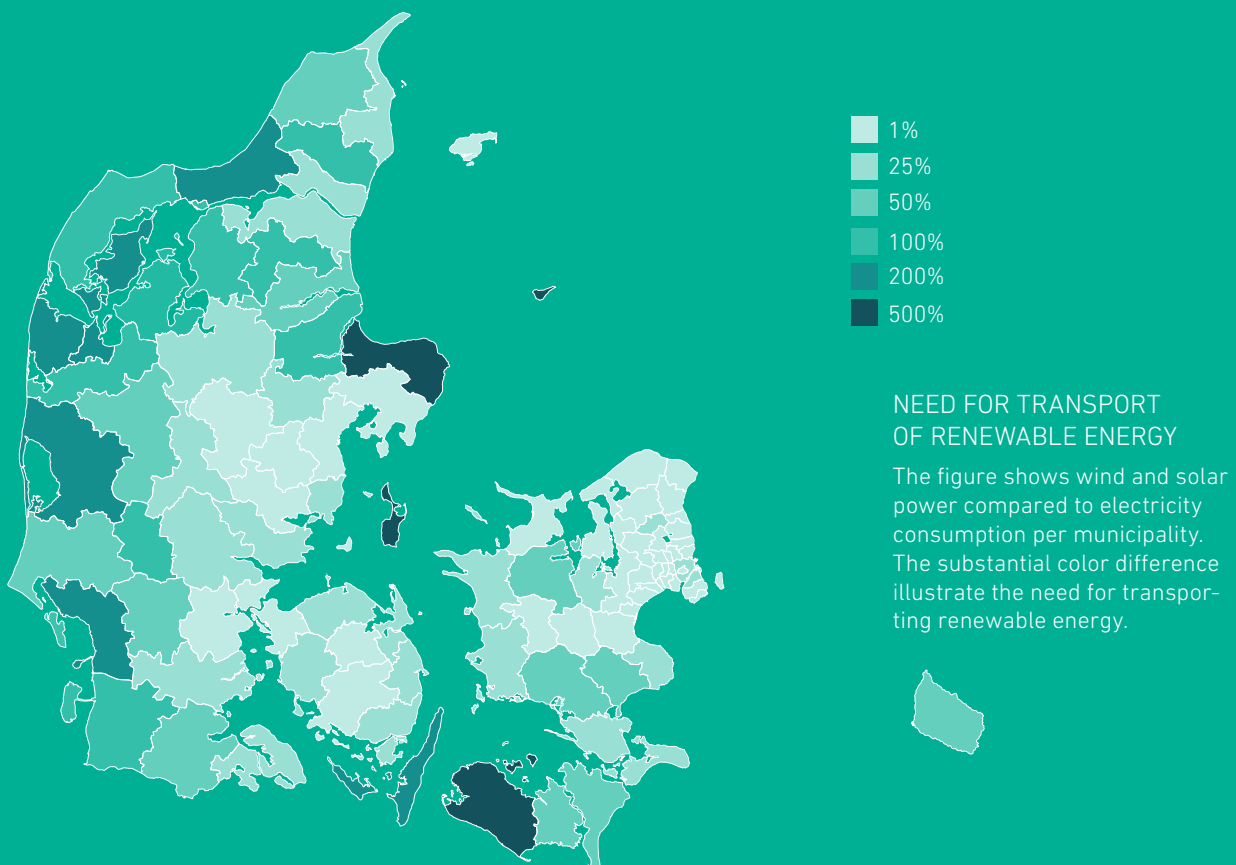 1%
25%
50%
100%
200%
500%
NEED FOR TRANSPORT
OF RENEWABLE ENERGY
The figure shows wind and solar
power compared to electricity
consumption per municipality.
The substantial color difference
illustrate the need for transpor-
ting renewable energy.